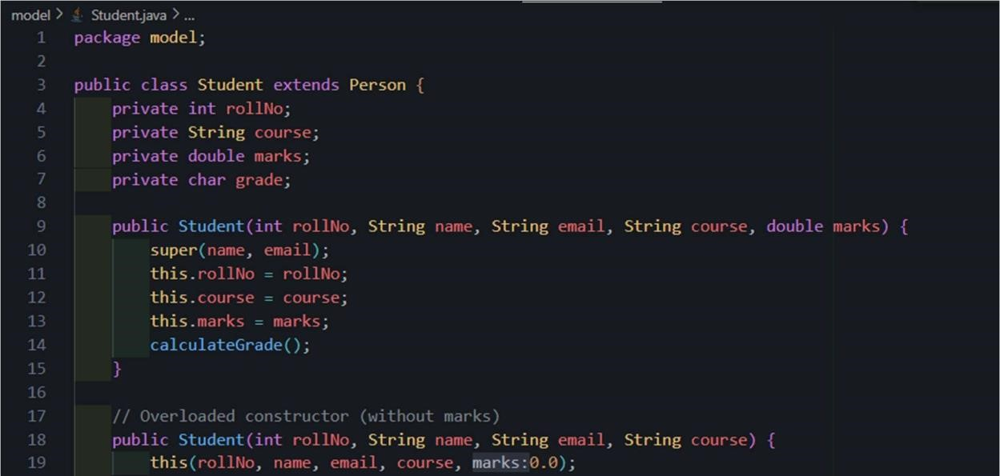 model > Student.java > ...
1 package model;
2
3 public class Student extends Person {
4 private int rollNo;
5 private String course;
6 private double marks;
7 private char grade;
8
9 public Student(int rollNo, String name, String email, String course, double marks) {
10 super(name, email);
11 this.rollNo = rollNo;
12 this.course = course;
13 this.marks = marks;
14 calculateGrade();
15 }
16
17 // Overloaded constructor (without marks)
18 public Student(int rollNo, String name, String email, String course) {
19 this(rollNo, name, email, course, marks:0.0);